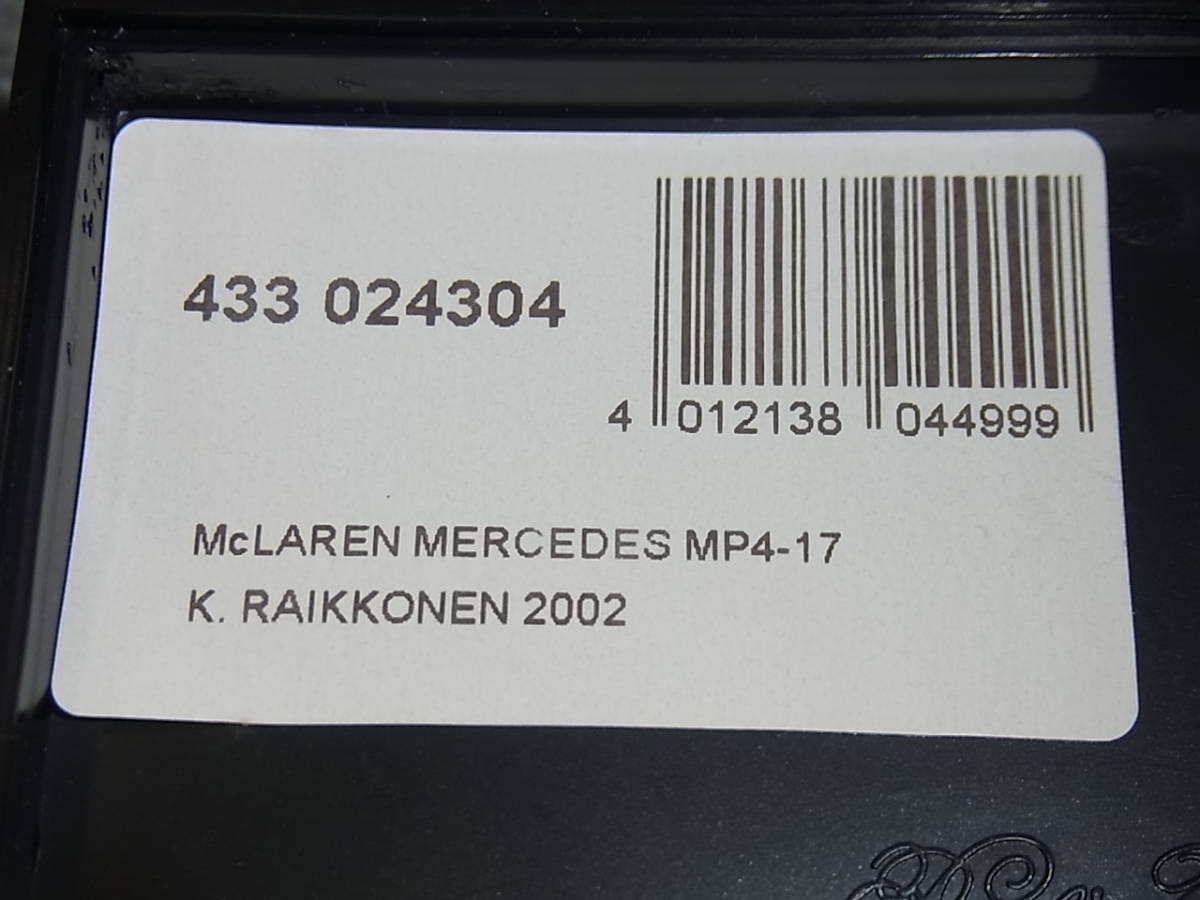 433 024304
4 012138 044999
McLAREN MERCEDES MP4-17
K. RAIKKONEN 2002